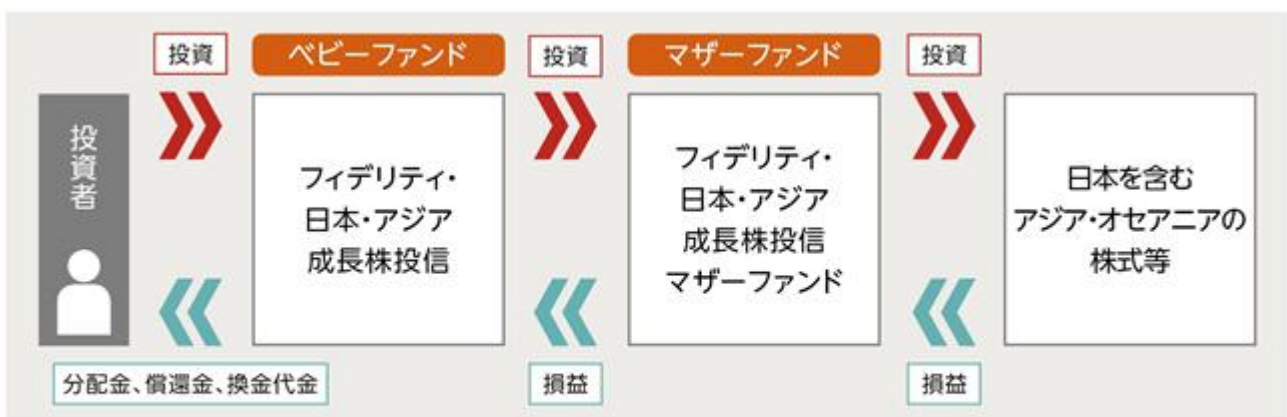 投資
ベビーファンド
投資
マザーファンド
投資
投資者
フィデリティ・
日本・アジア
成長株投信
フィデリティ・
日本・アジア
成長株投信
マザーファンド
日本を含む
アジア・オセアニアの
株式等
分配金、償還金、換金代金
損益
損益